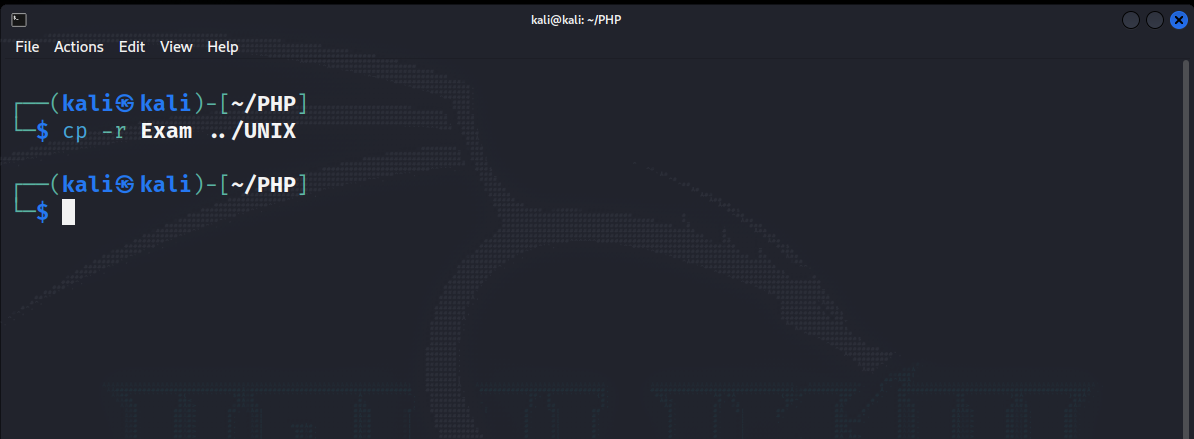 kali@kali: ~/PHP
File Actions Edit View Help
┌──(kali㉿kali)-[~/PHP]
└─$ cp -r Exam ../UNIX
┌──(kali㉿kali)-[~/PHP]
└─$